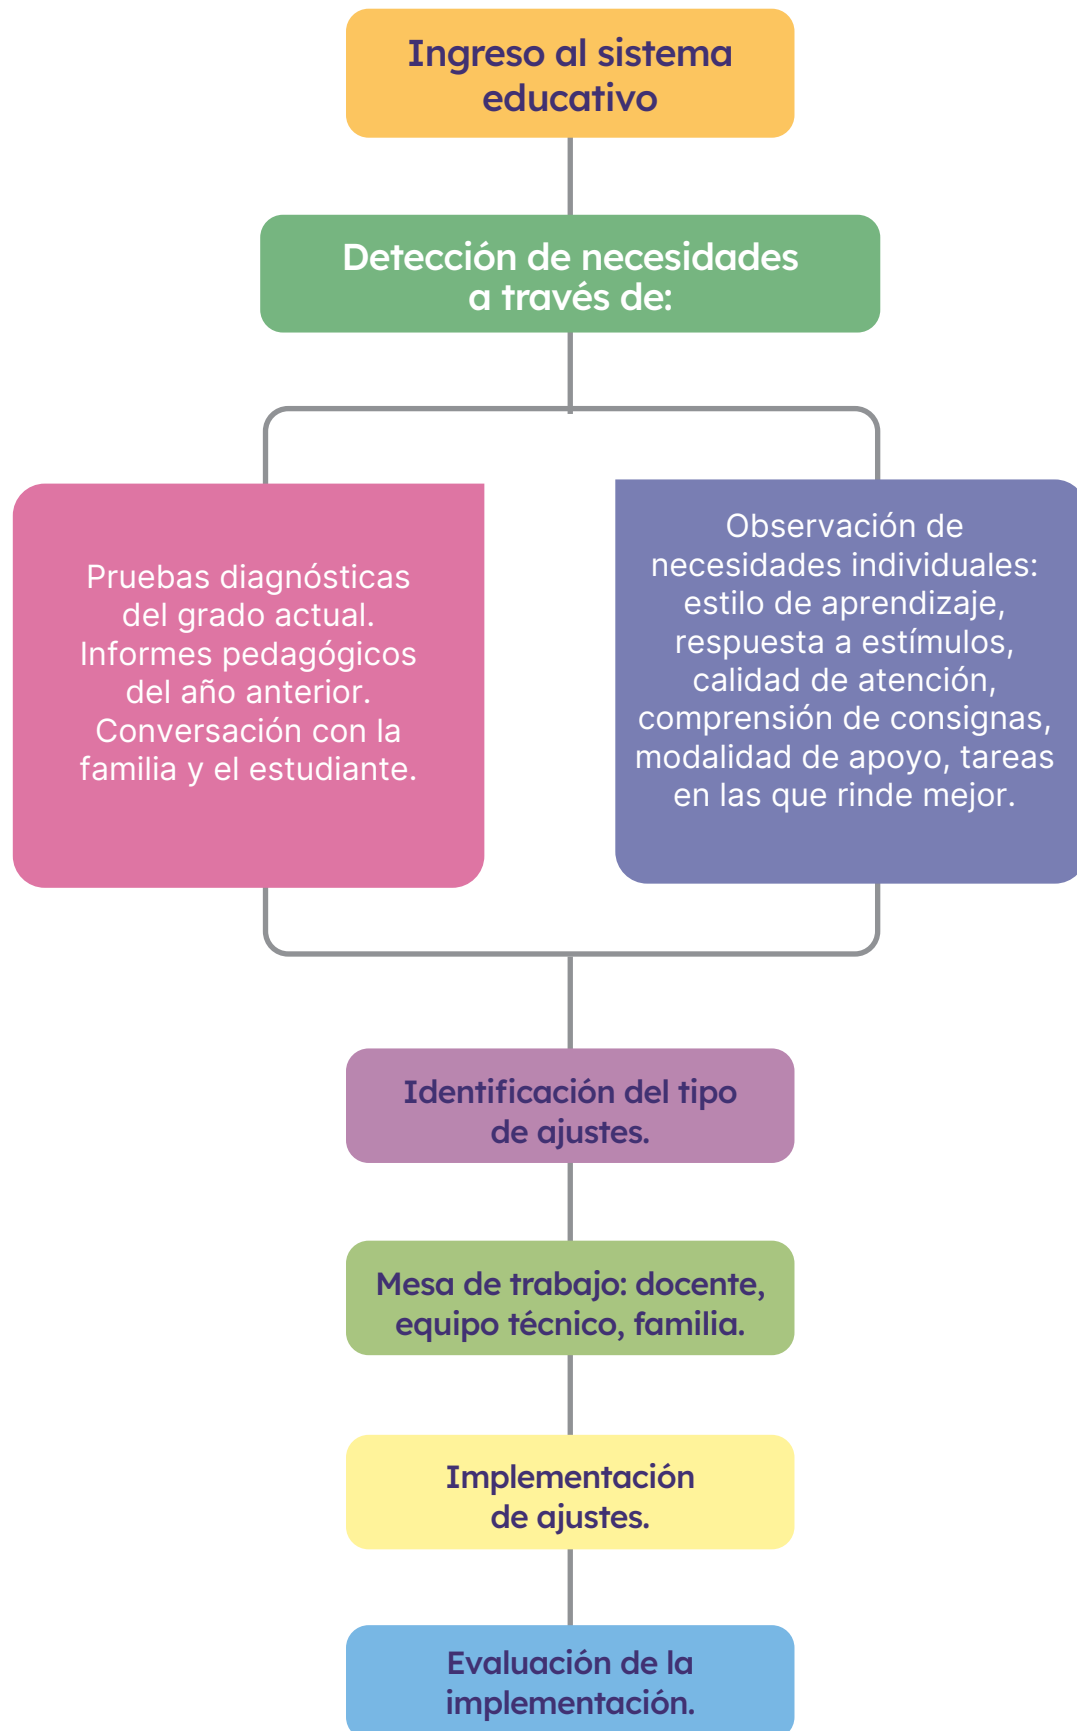 Ingreso al sistema
educativo
Detección de necesidades
a través de:
Pruebas diagnósticas
del grado actual.
Informes pedagógicos
del año anterior.
Conversación con la
familia y el estudiante.
Observación de
necesidades individuales:
estilo de aprendizaje,
respuesta a estímulos,
calidad de atención,
comprensión de consignas,
modalidad de apoyo, tareas
en las que rinde mejor.
Identificación del tipo
de ajustes.
Mesa de trabajo: docente,
equipo técnico, familia.
Implementación
de ajustes.
Evaluación de la
implementación.